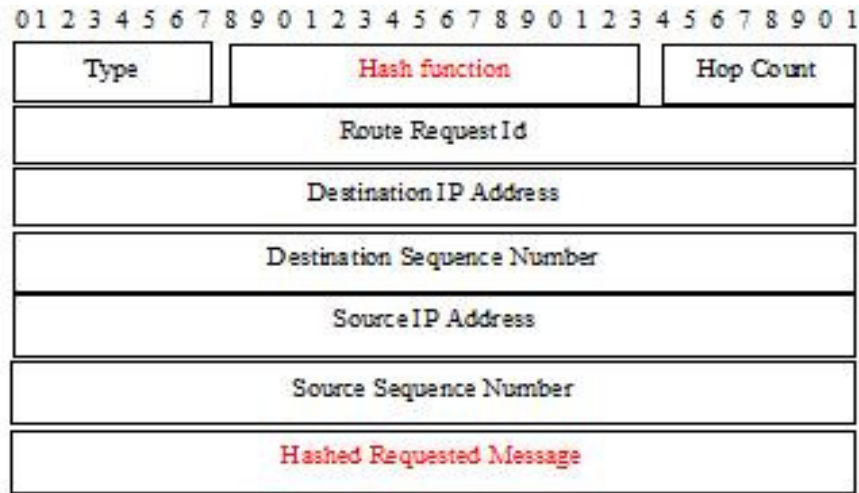 0 1 2 3 4 5 6 7 8 9 0 1 2 3 4 5 6 7 8 9 0 1 2 3 4 5 6 7 8 9 0 1
Type Hash function Hop Count
Route Request Id
Destination IP Address
Destination Sequence Number
Source IP Address
Source Sequence Number
Hashed Requested Message